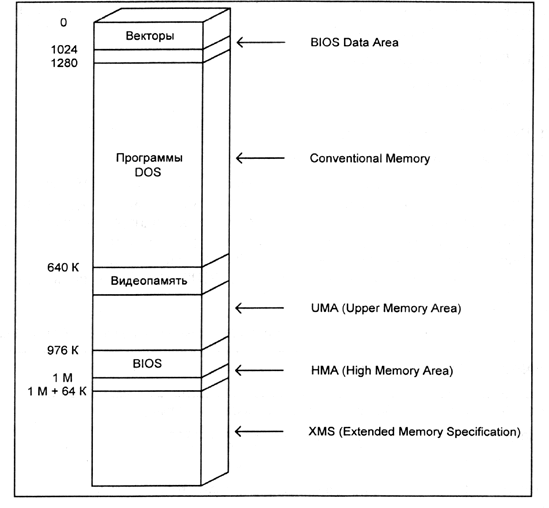 0
Векторы
BIOS Data Area
1024
1280
Программы
DOS
Conventional Memory
640 К
Видеопамять
UMA (Upper Memory Area)
976 К
BIOS
HMA (High Memory Area)
1 М
1 М + 64 К
XMS (Extended Memory Specification)